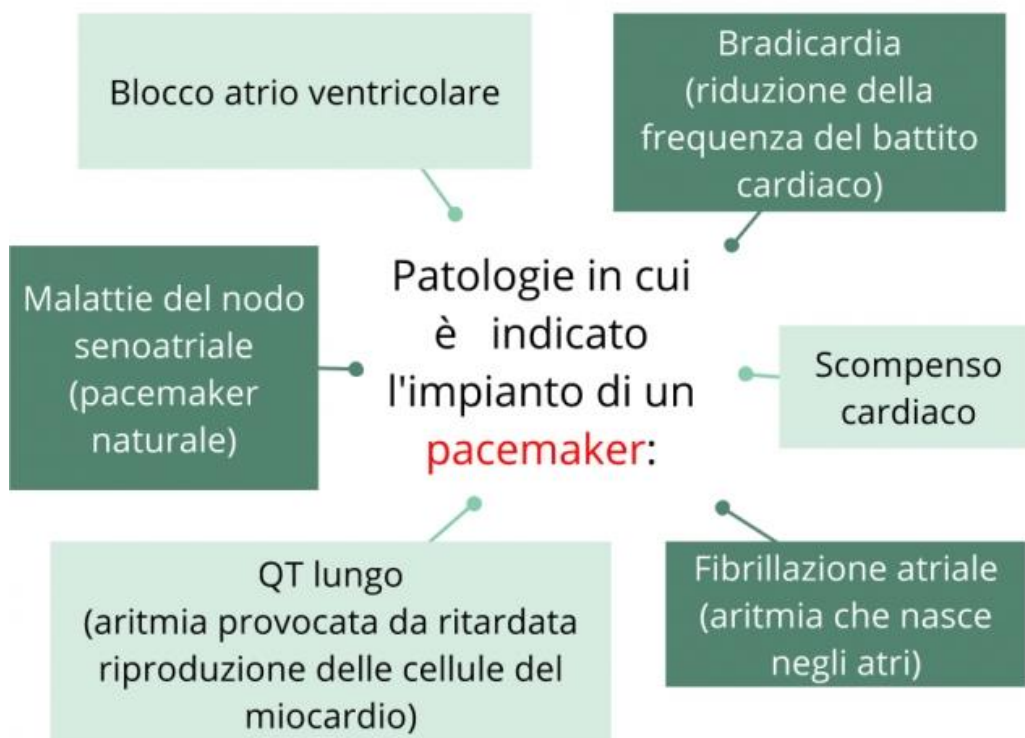 Blocco atrio ventricolare
Bradicardia
(riduzione della
frequenza del battito
cardiaco)
Malattie del nodo
senoatriale
(pacemaker
naturale)
Patologie in cui
è indicato
l'impianto di un
pacemaker:
Scompenso
cardiaco
QT lungo
(aritmia provocata da ritardata
riproduzione delle cellule del
miocardio)
Fibrillazione atriale
(aritmia che nasce
negli atri)